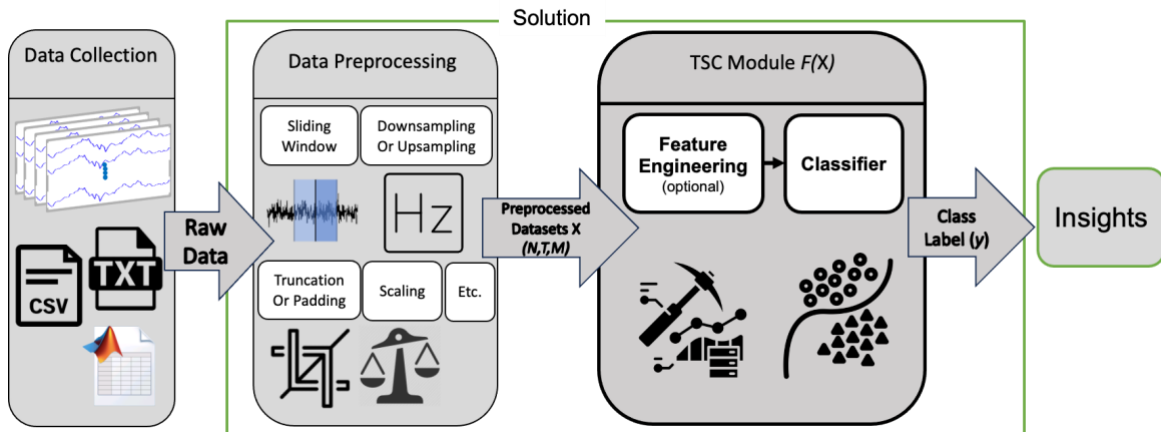 Solution
Data Collection
CSV
TXT
Raw
Data
Data Preprocessing
Sliding
Window
Downsampling
Or Upsampling
Hz
Truncation
Or Padding
Scaling
Etc.
Preprocessed
Datasets X
(N,T,M)
TSC Module F(X)
Feature
Engineering
(optional)
Classifier
Class
Label (y)
Insights